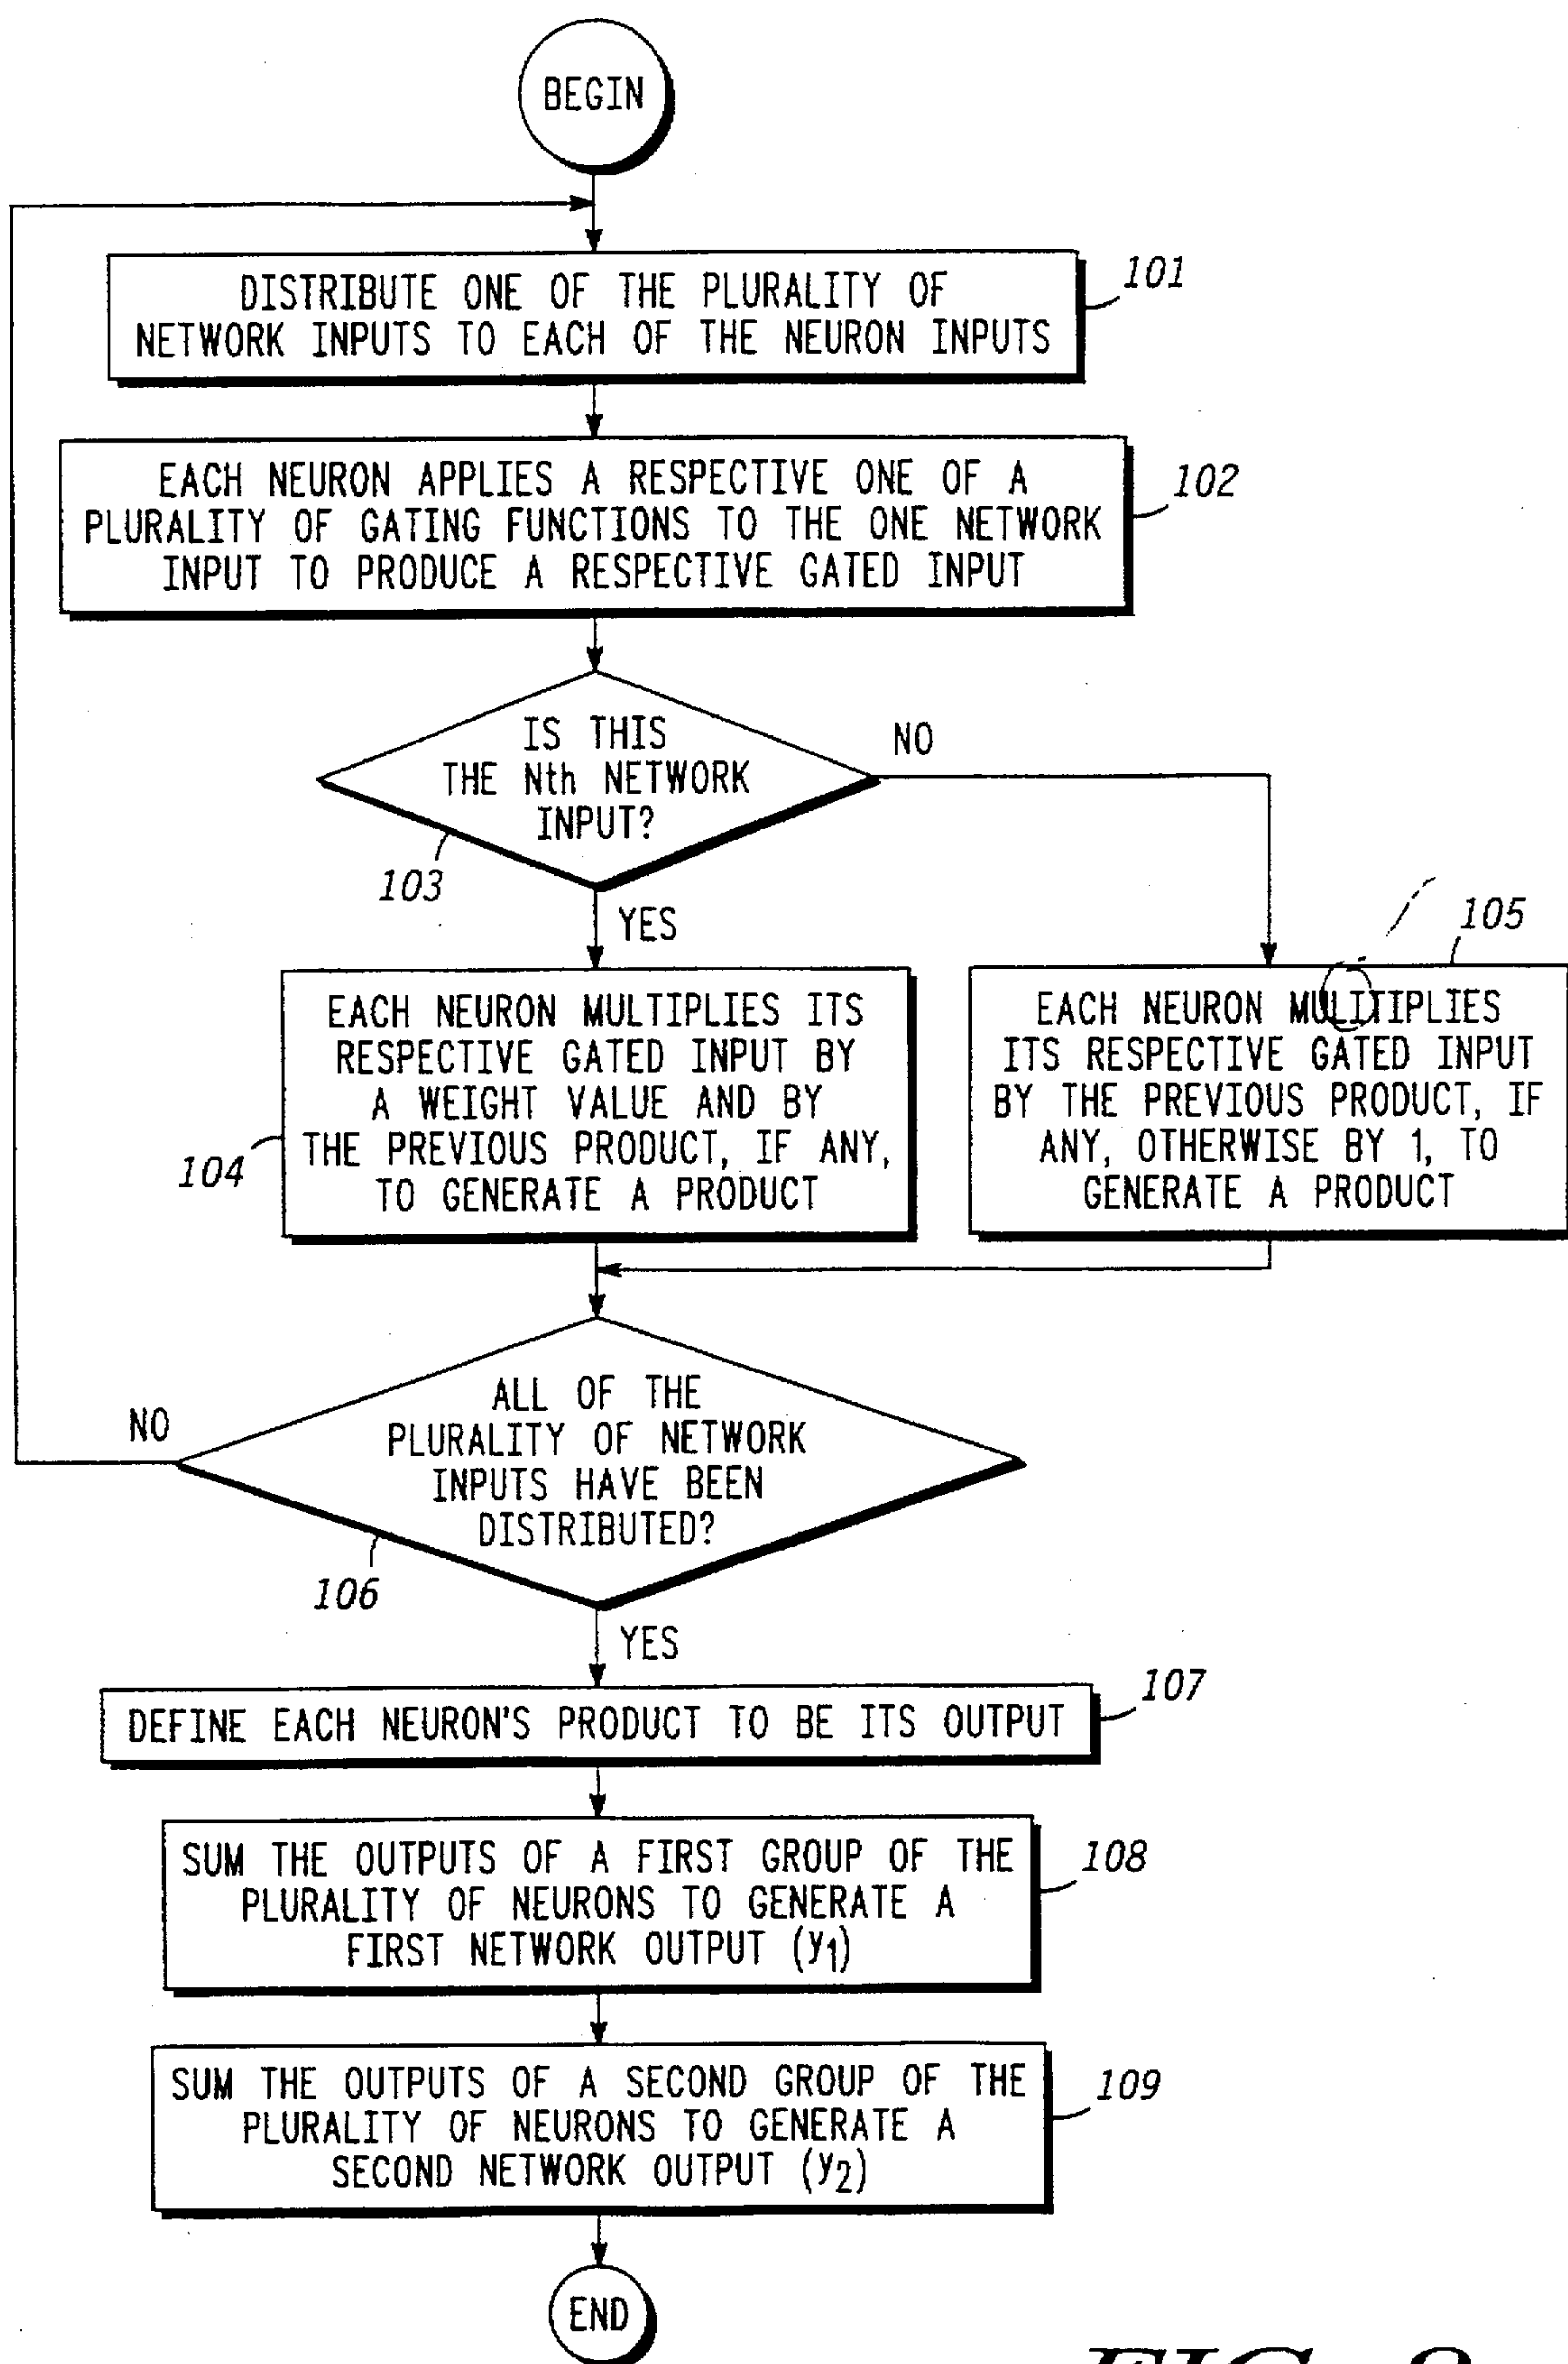 BEGIN
DISTRIBUTE ONE OF THE PLURALITY OF
NETWORK INPUTS TO EACH OF THE NEURON INPUTS
101
EACH NEURON APPLIES A RESPECTIVE ONE OF A
PLURALITY OF GATING FUNCTIONS TO THE ONE NETWORK
INPUT TO PRODUCE A RESPECTIVE GATED INPUT
102
IS THIS
THE Nth NETWORK
INPUT?
NO
103
YES
EACH NEURON MULTIPLIES ITS
RESPECTIVE GATED INPUT BY
A WEIGHT VALUE AND BY
THE PREVIOUS PRODUCT, IF ANY,
TO GENERATE A PRODUCT
104
105
EACH NEURON MULITIPLIES
ITS RESPECTIVE GATED INPUT
BY THE PREVIOUS PRODUCT, IF
ANY, OTHERWISE BY 1, TO
GENERATE A PRODUCT
ALL OF THE
PLURALITY OF NETWORK
INPUTS HAVE BEEN
DISTRIBUTED?
NO
106
YES
107
DEFINE EACH NEURON'S PRODUCT TO BE ITS OUTPUT
SUM THE OUTPUTS OF A FIRST GROUP OF THE
PLURALITY OF NEURONS TO GENERATE A
FIRST NETWORK OUTPUT (y1)
108
SUM THE OUTPUTS OF A SECOND GROUP OF THE
PLURALITY OF NEURONS TO GENERATE A
SECOND NETWORK OUTPUT (y2)
109
END